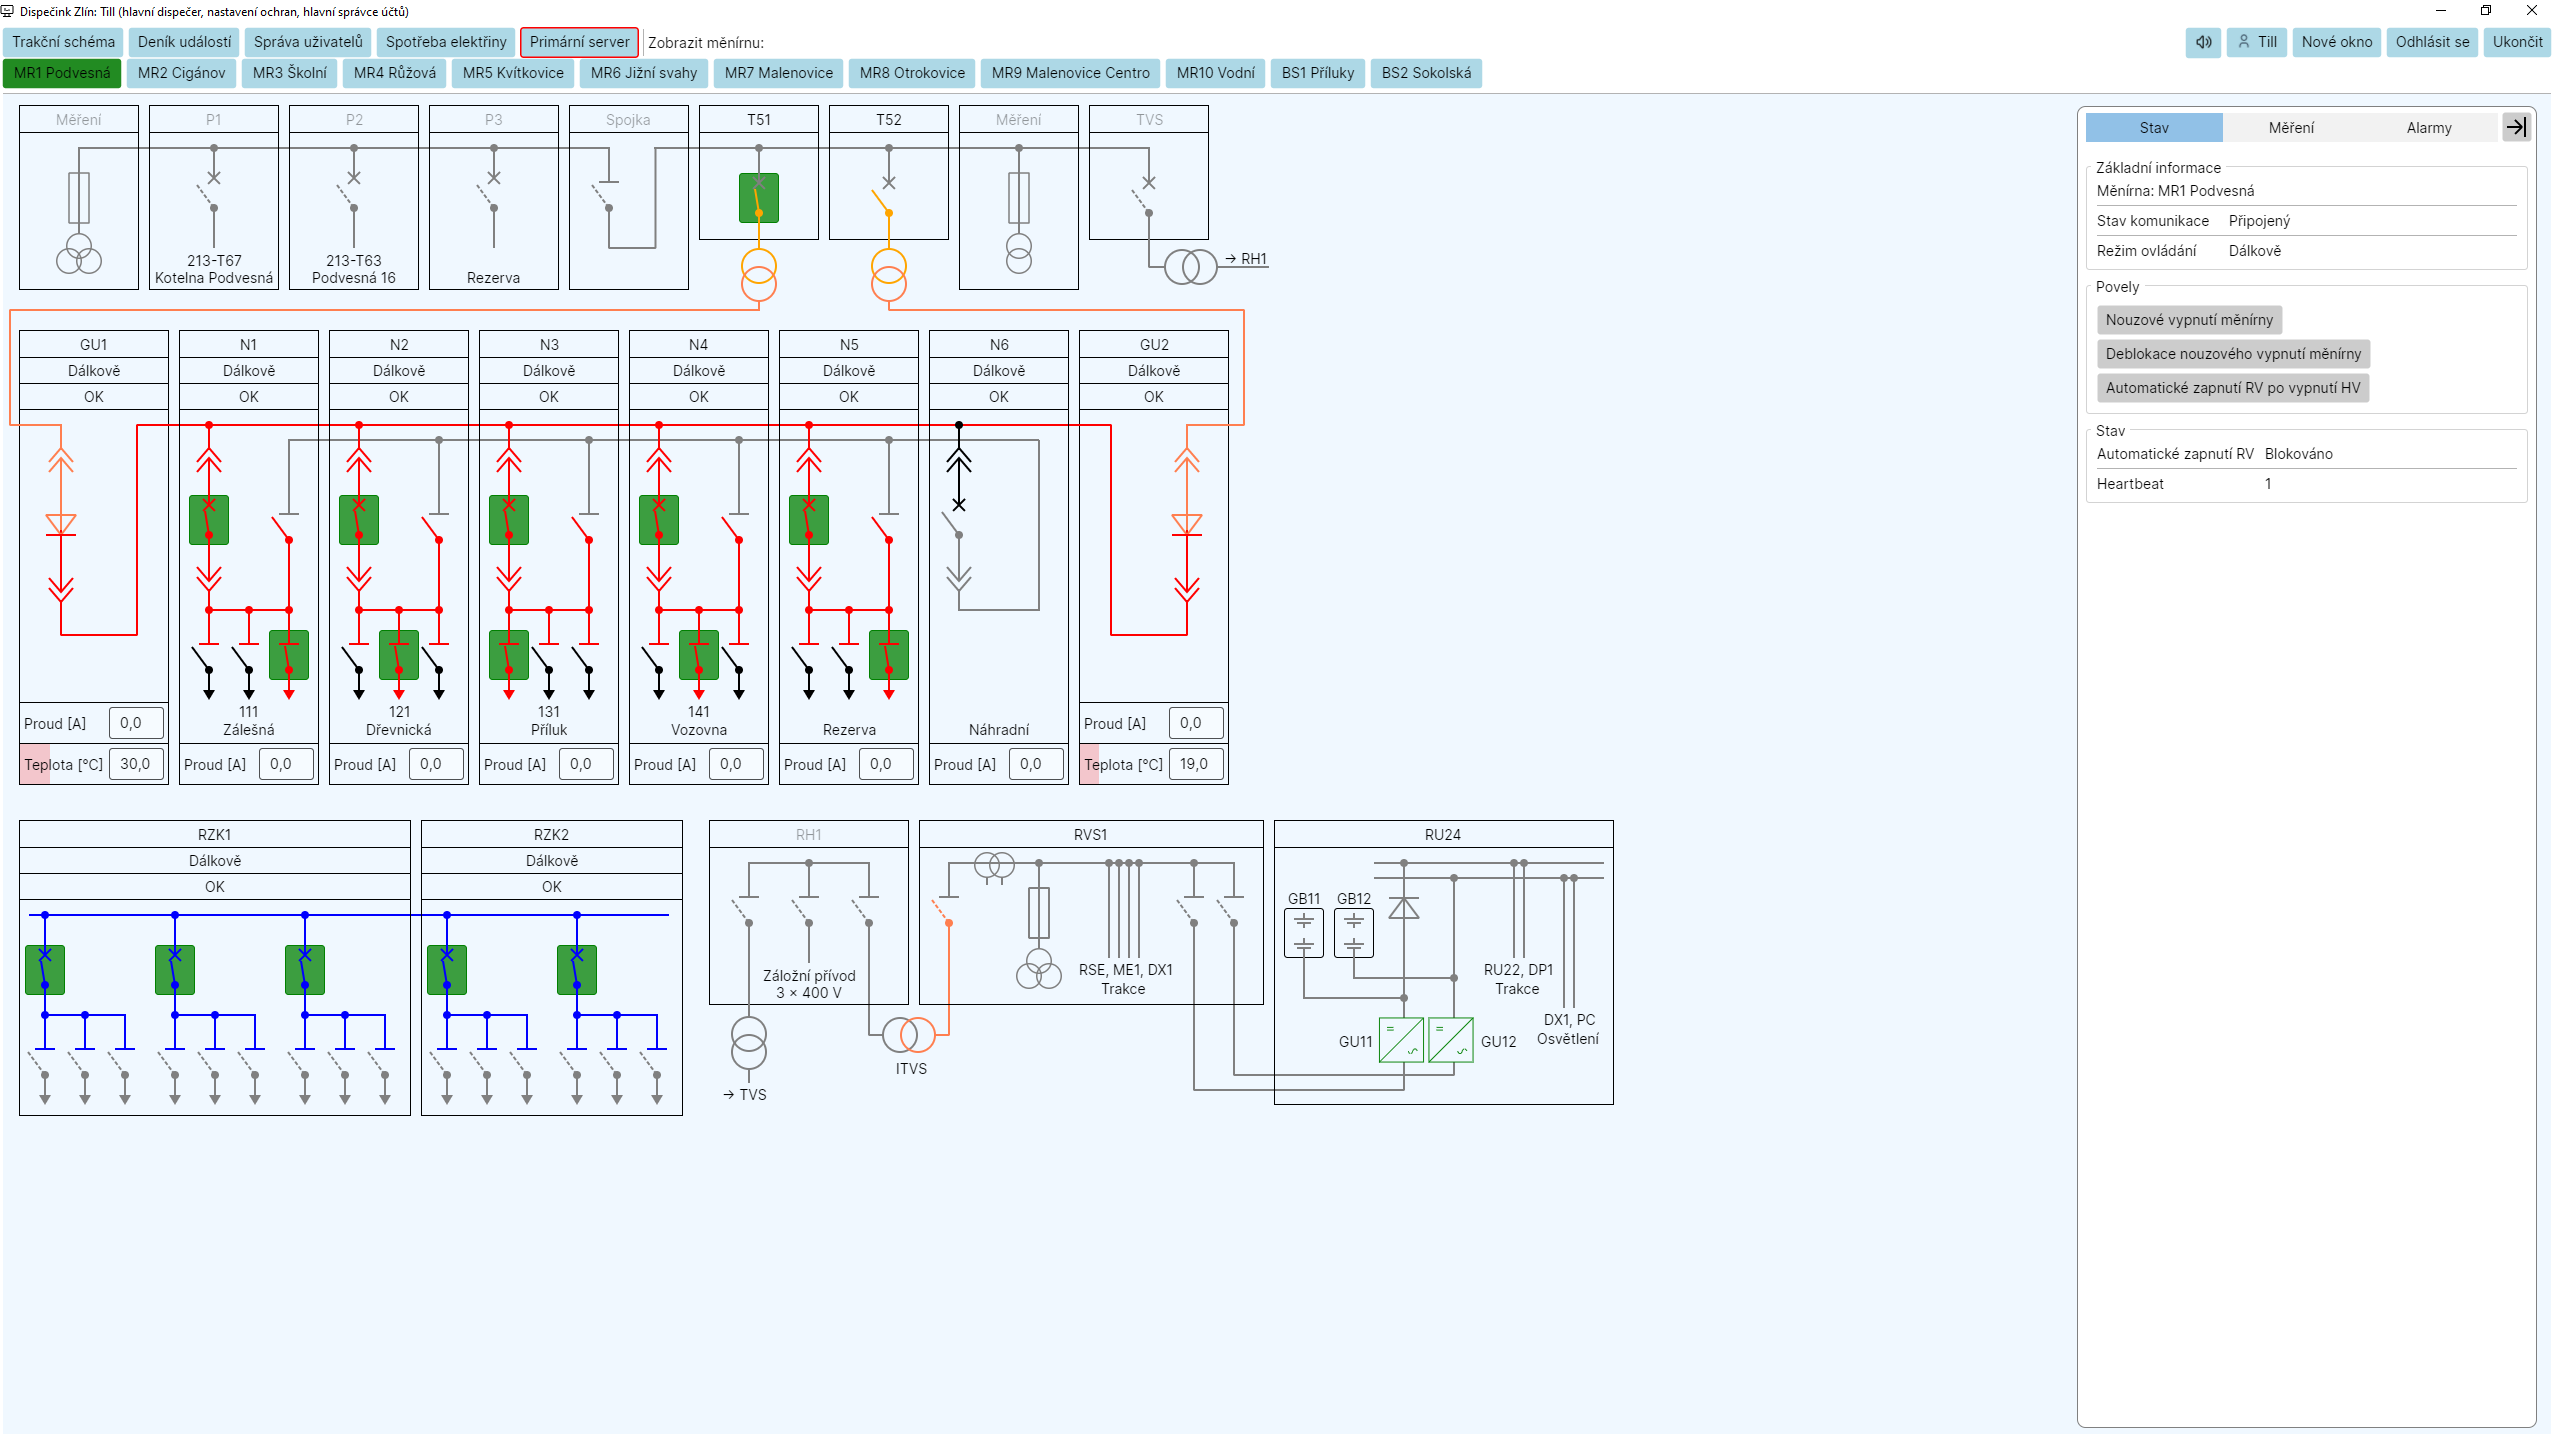 Dispečink Zlín: Till (hlavní dispečer, nastavení ochran, hlavní správce účtů)
Trakční schéma Deník událostí Správa uživatelů Spotřeba elektřiny Primární server Zobrazit měnírnu: Till Nové okno Odhlásit se Ukončit
MR1 Podvesná MR2 Cigánov MR3 Školní MR4 Růžová MR5 Kvítkovice MR6 Jižní svahy MR7 Malenovice MR8 Otrokovice MR9 Malenovice Centro MR10 Vodní BS1 Příluky BS2 Sokolská
Měření P1 P2 P3 Spojka T51 T52 Měření TVS
213-T67 213-T63 → RH1
Kotelna Podvesná Podvesná 16 Rezerva
GU1 N1 N2 N3 N4 N5 N6 GU2
Dálkově Dálkově Dálkově Dálkově Dálkově Dálkově Dálkově Dálkově
OK OK OK OK OK OK OK OK
111 121 131 141
Zálešná Dřevnická Příluk Vozovna Rezerva Náhradní
Proud [A] 0,0 Proud [A] 0,0
Teplota [°C] 30,0 Proud [A] 0,0 Proud [A] 0,0 Proud [A] 0,0 Proud [A] 0,0 Proud [A] 0,0 Proud [A] 0,0 Teplota [°C] 19,0
RZK1 RZK2 RH1 RVS1 RU24
Dálkově Dálkově
OK OK
GB11 GB12
Záložní přívod
3 × 400 V
RSE, ME1, DX1
Trakce
RU22, DP1
Trakce
DX1, PC
Osvětlení
GU11 GU12
ITVS
→ TVS
Stav Měření Alarmy
Základní informace
Měnírna: MR1 Podvesná
Stav komunikace Připojený
Režim ovládání Dálkově
Povely
Nouzové vypnutí měnírny
Deblokace nouzového vypnutí měnírny
Automatické zapnutí RV po vypnutí HV
Stav
Automatické zapnutí RV Blokováno
Heartbeat 1